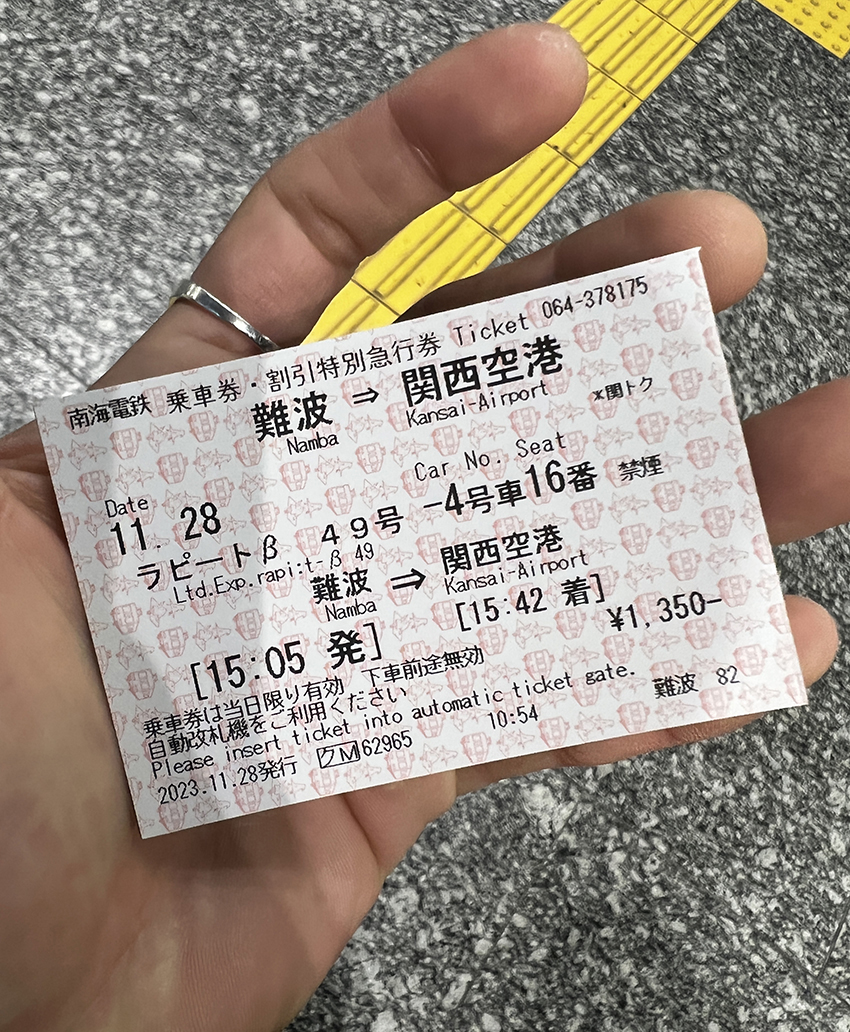 南海電鉄 乗車券・割引特別急行券 Ticket 064-378175
難波 ⇒ 関西空港
Namba Kansai-Airport *関トク
Date Car No. Seat
11. 28 -4号車16番 禁煙
ラピートβ 49号
Ltd.Exp.rapi:t-β 49
難波 ⇒ 関西空港
Namba Kansai-Airport
[15:05 発] [15:42 着] ¥1,350-
乗車券は当日限り有効 下車前途無効
自動改札機をご利用ください
Please insert ticket into automatic ticket gate.
2023.11.28発行 クM62965 10:54 難波 82